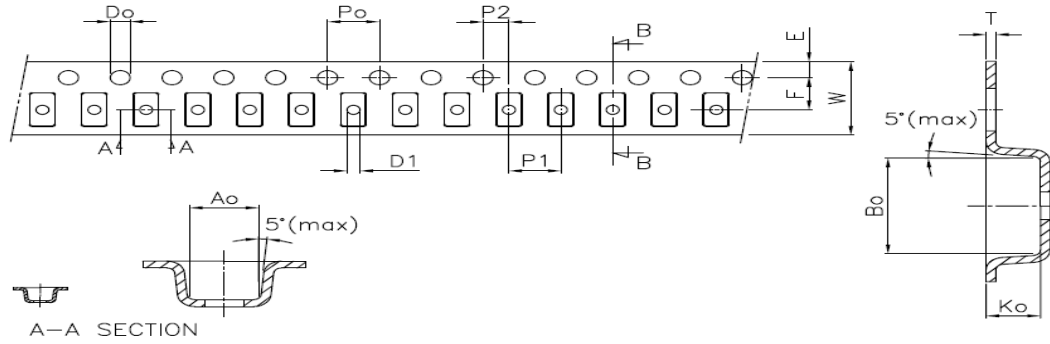 Do Po P2 B T
E
F
W
A A
D1 P1 B
5°(max)
Bo
Ao
5°(max)
Ko
A-A SECTION